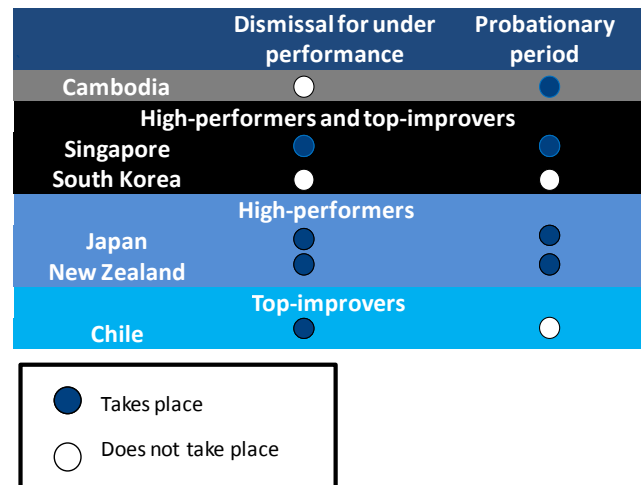 Dismissal for under performance
Probationary period
Cambodia
High-performers and top-improvers
Singapore
South Korea
High-performers
Japan
New Zealand
Top-improvers
Chile
Takes place
Does not take place